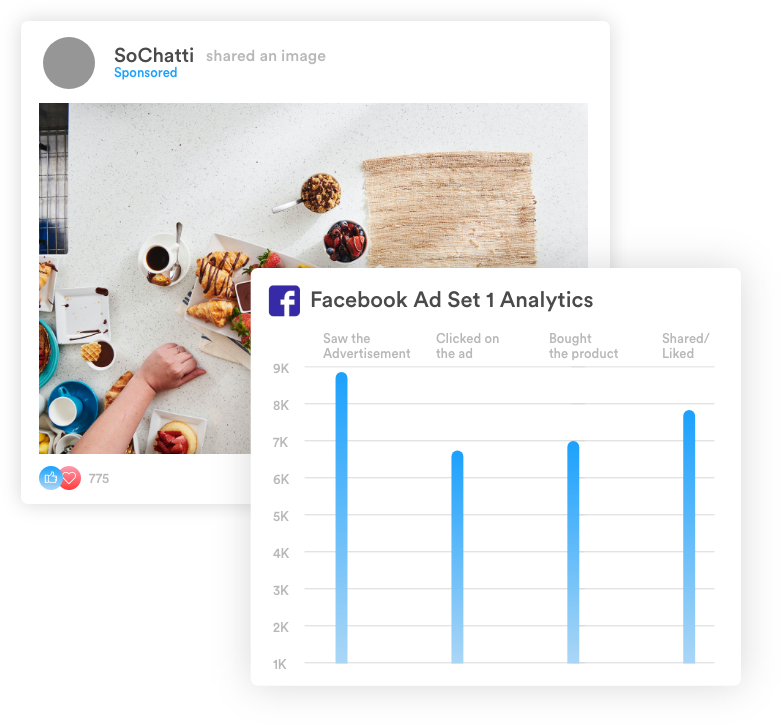 SoChatti shared an image
Sponsored
775
Facebook Ad Set 1 Analytics
Saw the
Advertisement
Clicked on
the ad
Bought
the product
Shared/
Liked
9K
8K
7K
6K
5K
4K
3K
2K
1K